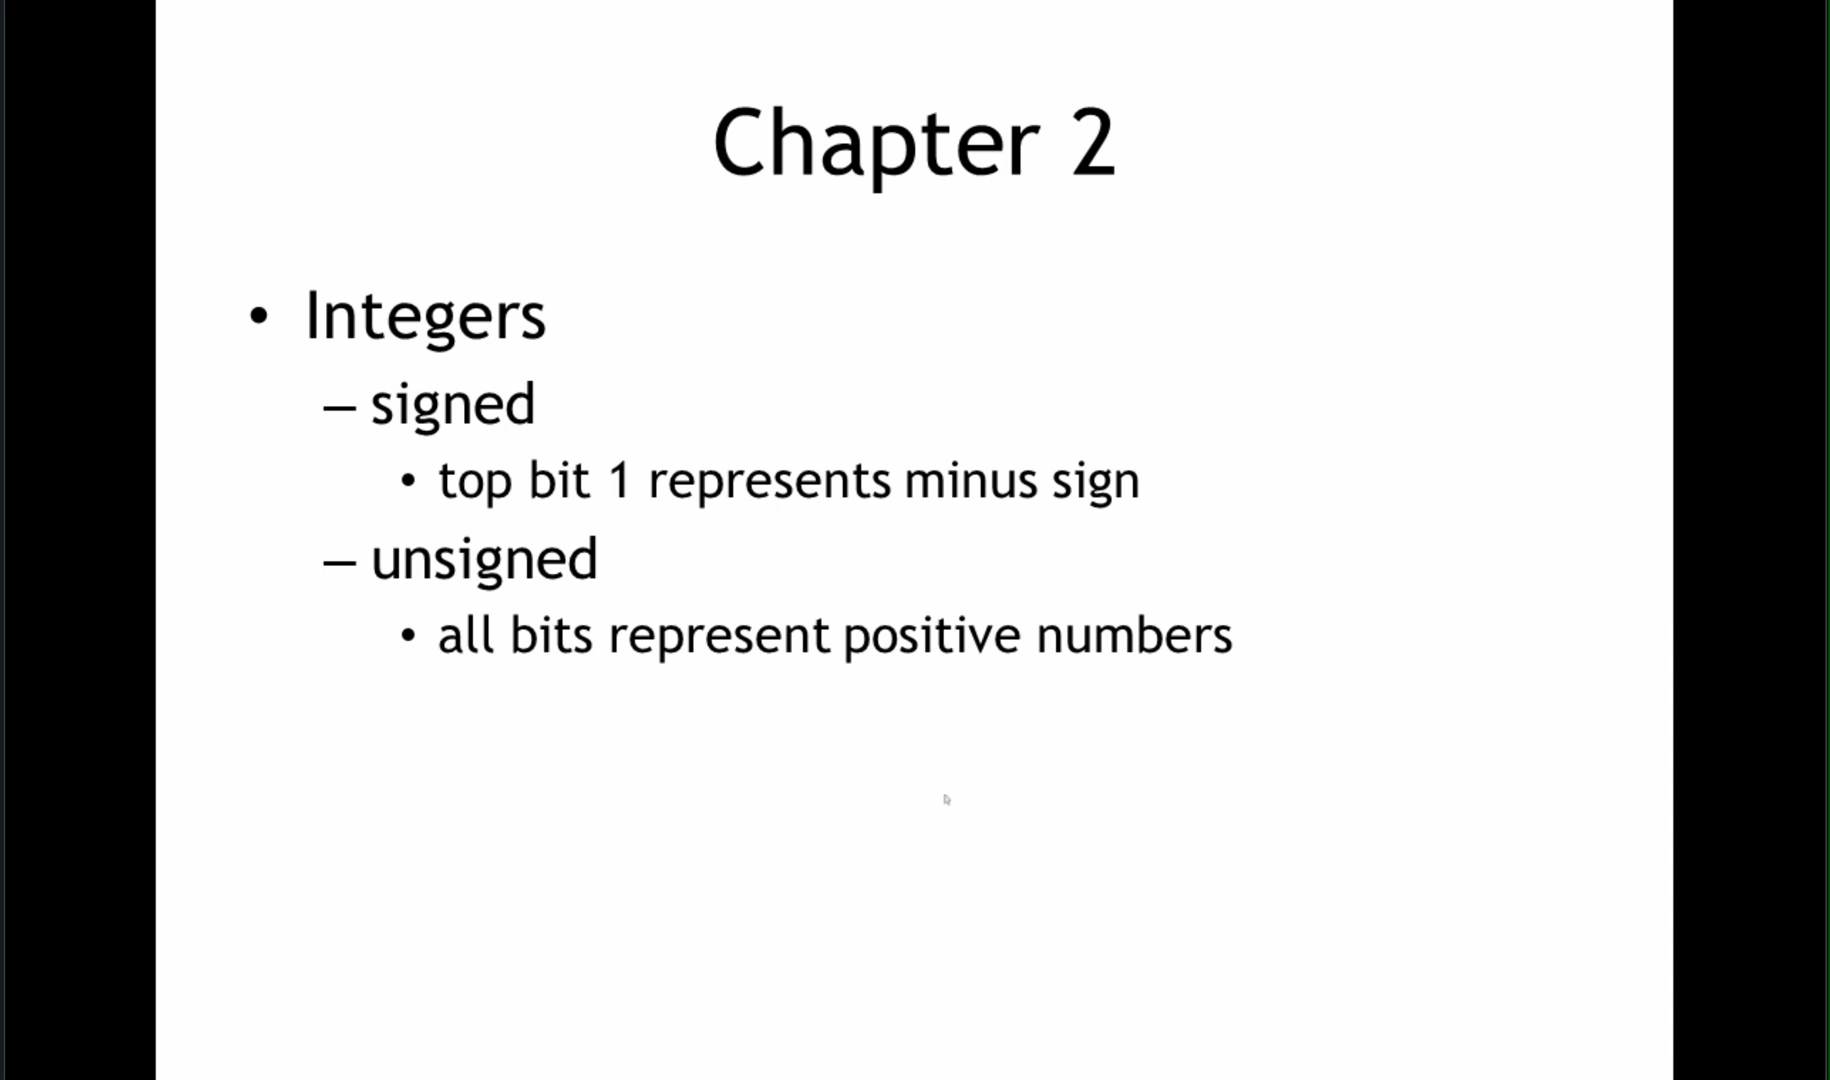 Chapter 2
• Integers
– signed
• top bit 1 represents minus sign
– unsigned
• all bits represent positive numbers